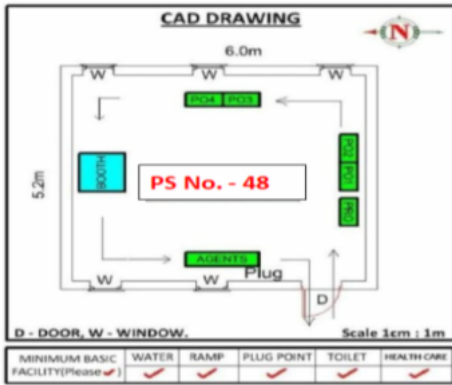 CAD DRAWING
N
6.0m
W W W
PO4 PO3
5.2m
BOOTH
PS No. - 48
PO2 PO1
PRO
AGENTS
Plug
W W
D
D - DOOR, W - WINDOW.
Scale 1cm : 1m
MINIMUM BASIC FACILITY(Please ✓) WATER RAMP PLUG POINT TOILET HEALTH CARE
✓ ✓ ✓ ✓ ✓